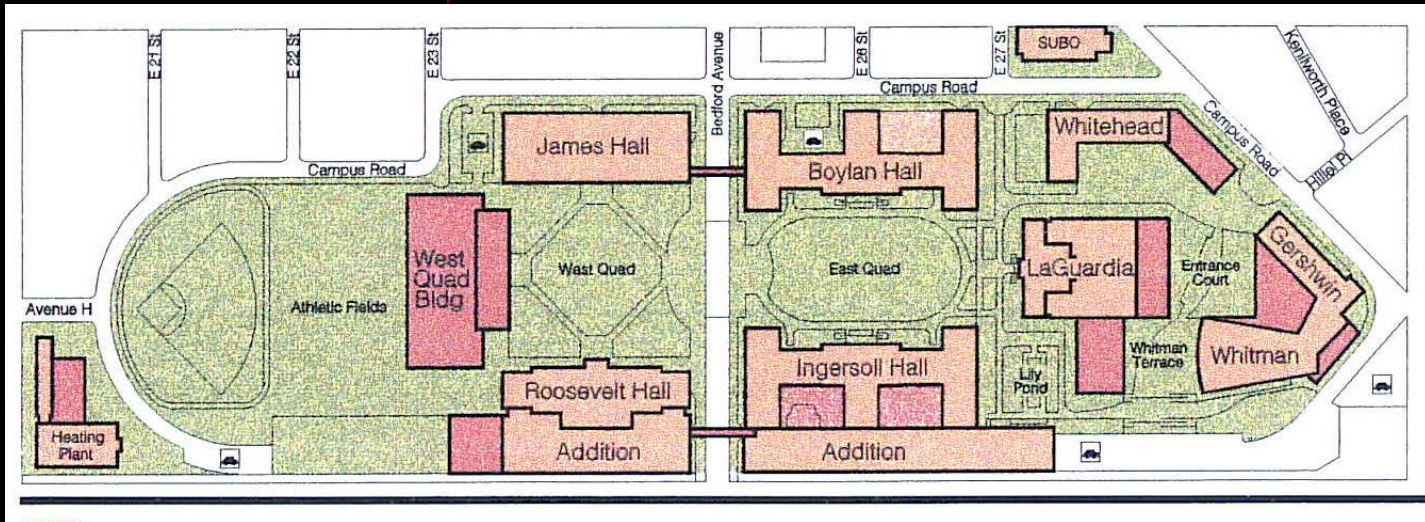 E 21 St
E 22 St
E 23 St
Bedford Avenue
E 26 St
E 27 St
SUBO
Kenilworth Place
Hillel Pl
Campus Road
Campus Road
Campus Road
James Hall
Boylan Hall
Whitehead
West
Quad
Bldg
West Quad
East Quad
LaGuardia
Entrance
Court
Gershwin
Avenue H
Athletic Fields
Roosevelt Hall
Ingersoll Hall
Lily
Pond
Whitman
Terrace
Whitman
Heating
Plant
Addition
Addition